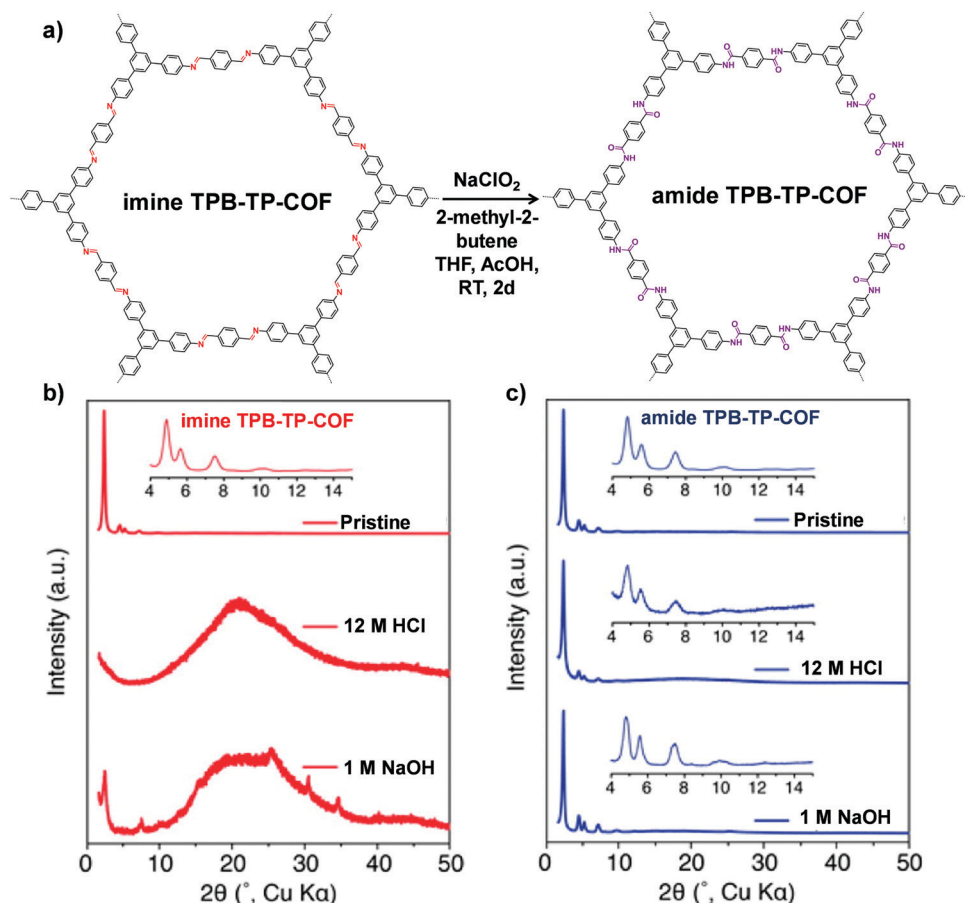 a)
imine TPB-TP-COF
NaClO₂
2-methyl-2-
butene
THF, AcOH,
RT, 2d
amide TPB-TP-COF
b)
imine TPB-TP-COF
4 6 8 10 12 14
Pristine
12 M HCl
1 M NaOH
Intensity (a.u.)
0 10 20 30 40 50
2θ (°, Cu Kα)
c)
amide TPB-TP-COF
4 6 8 10 12 14
Pristine
4 6 8 10 12 14
12 M HCl
4 6 8 10 12 14
1 M NaOH
Intensity (a.u.)
0 10 20 30 40 50
2θ (°, Cu Kα)